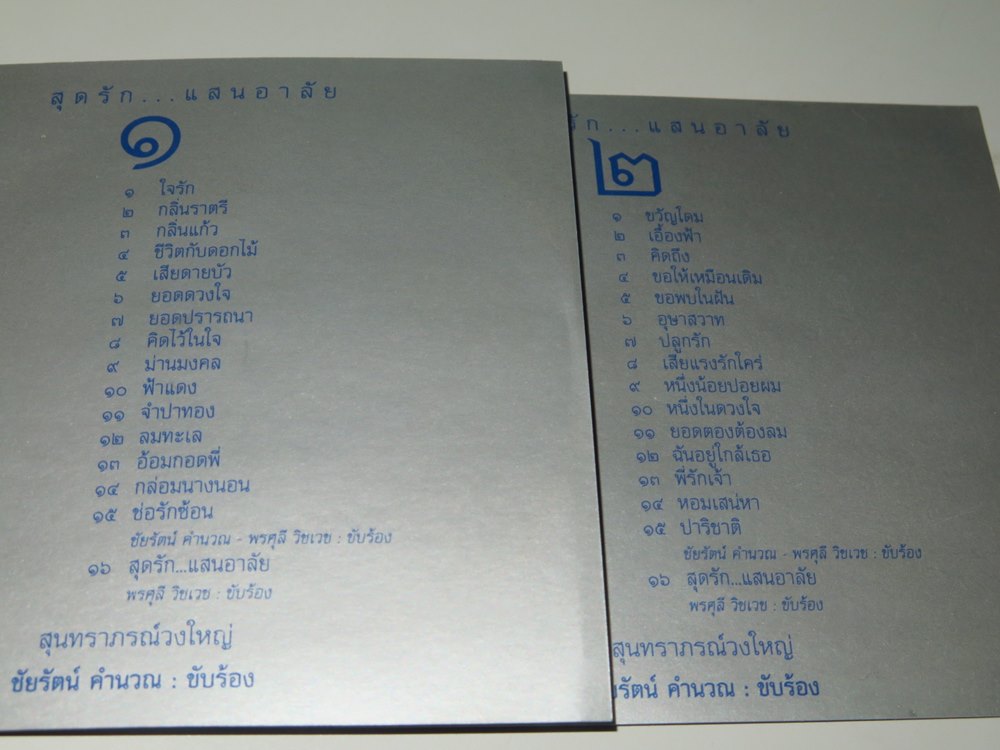 สุดรัก...แสนอาลัย
๑
๑ ใจรัก
๒ กลิ่นราตรี
๓ กลิ่นแก้ว
๔ ชีวิตกับดอกไม้
๕ เสียดายบัว
๖ ยอดดวงใจ
๗ ยอดปรารถนา
๘ คิดไว้ในใจ
๙ ม่านมงคล
๑๐ ฟ้าแดง
๑๑ จำปาทอง
๑๒ ลมทะเล
๑๓ อ้อมกอดพี่
๑๔ กล่อมนางนอน
๑๕ ช่อรักซ้อน
ชัยรัตน์ คำนวณ - พรศุลี วิชเวช : ขับร้อง
๑๖ สุดรัก...แสนอาลัย
พรศุลี วิชเวช : ขับร้อง
สุนทราภรณ์วงใหญ่
ชัยรัตน์ คำนวณ : ขับร้อง
รัก...แสนอาลัย
๒
๑ ขวัญโดม
๒ เอื้องฟ้า
๓ คิดถึง
๔ ขอให้เหมือนเดิม
๕ ขอพบในฝัน
๖ อุษาสวาท
๗ ปลูกรัก
๘ เสียแรงรักใคร่
๙ หนึ่งน้อยปอยผม
๑๐ หนึ่งในดวงใจ
๑๑ ยอดตองต้องลม
๑๒ ฉันอยู่ใกล้เธอ
๑๓ พี่รักเจ้า
๑๔ หอมเสน่หา
๑๕ ปาริชาติ
ชัยรัตน์ คำนวณ - พรศุลี วิชเวช : ขับร้อง
๑๖ สุดรัก...แสนอาลัย
พรศุลี วิชเวช : ขับร้อง
สุนทราภรณ์วงใหญ่
รัตน์ คำนวณ : ขับร้อง